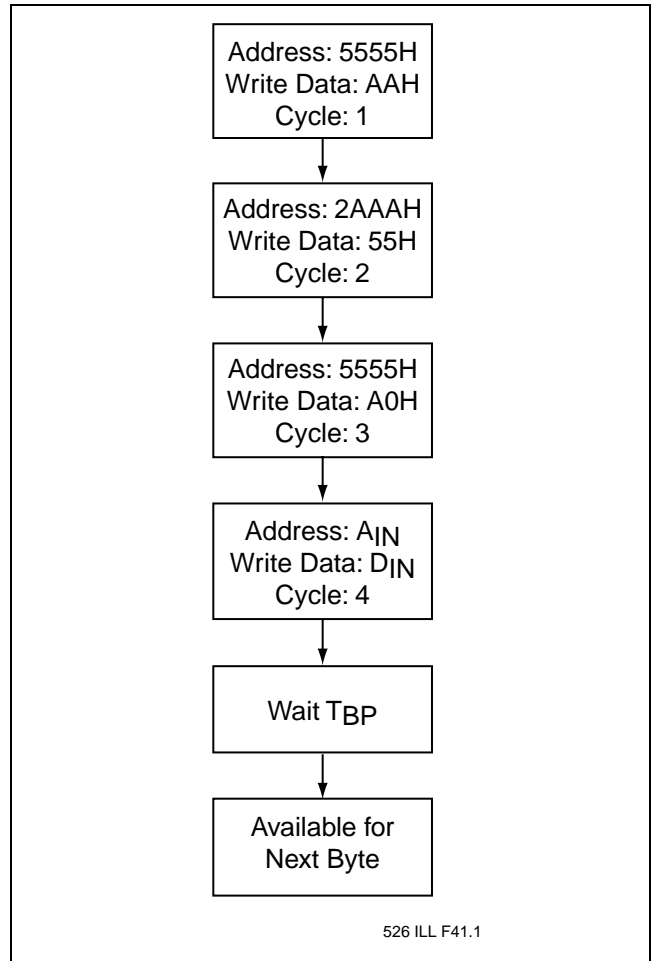 Address: 5555H
Write Data: AAH
Cycle: 1
Address: 2AAAH
Write Data: 55H
Cycle: 2
Address: 5555H
Write Data: A0H
Cycle: 3
Address: AIN
Write Data: DIN
Cycle: 4
Wait TBP
Available for
Next Byte
526 ILL F41.1